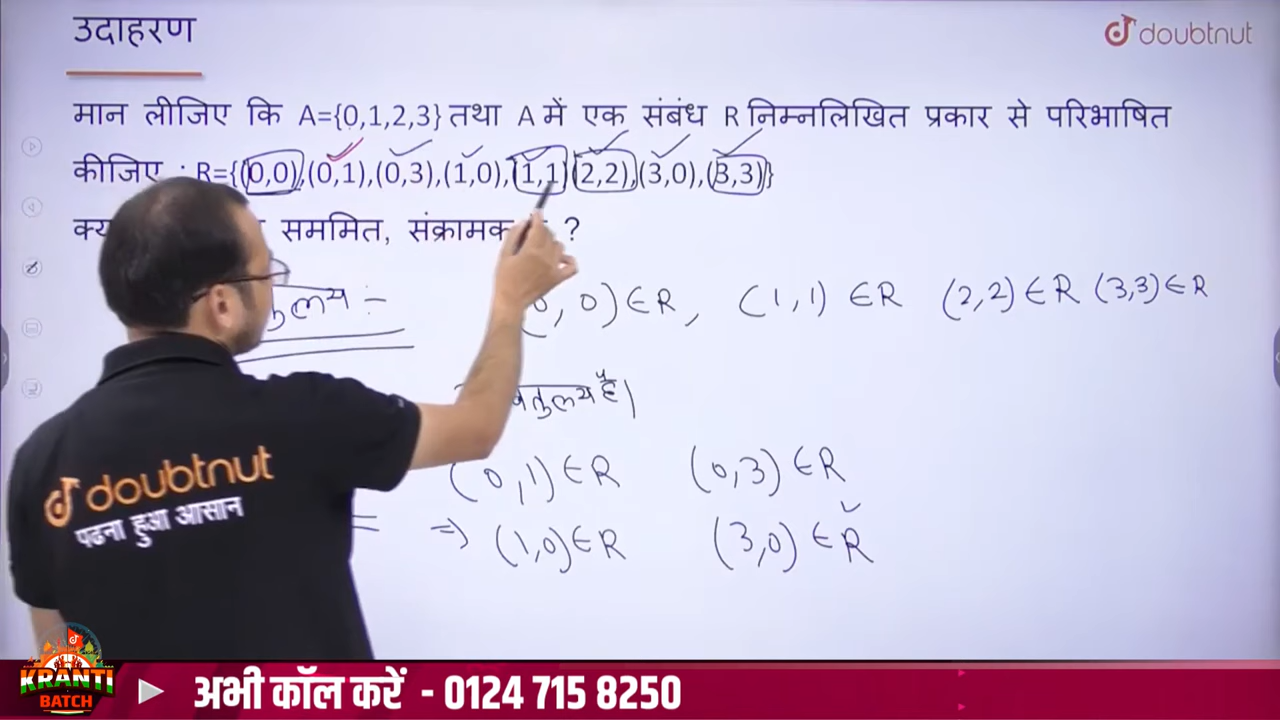 उदाहरण
doubtnut
मान लीजिए कि A={0,1,2,3} तथा A में एक संबंध R निम्नलिखित प्रकार से परिभाषित
कीजिए : R={(0,0),(0,1),(0,3),(1,0),(1,1)(2,2),(3,0),(3,3)}
सममित, संक्रामक ?
(0,0) ∈ R, (1,1) ∈ R (2,2) ∈ R (3,3) ∈ R
(0,1) ∈ R (0,3) ∈ R
⇒ (1,0) ∈ R (3,0) ∈ R
doubtnut
पढना हुआ आसान
KRANTI
BATCH
अभी कॉल करें - 0124 715 8250